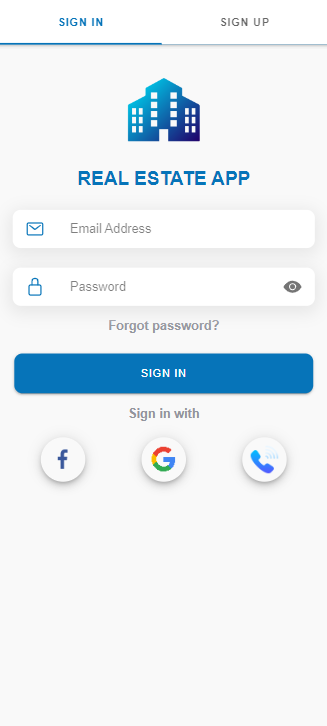 SIGN IN
SIGN UP
REAL ESTATE APP
Email Address
Password
Forgot password?
SIGN IN
Sign in with